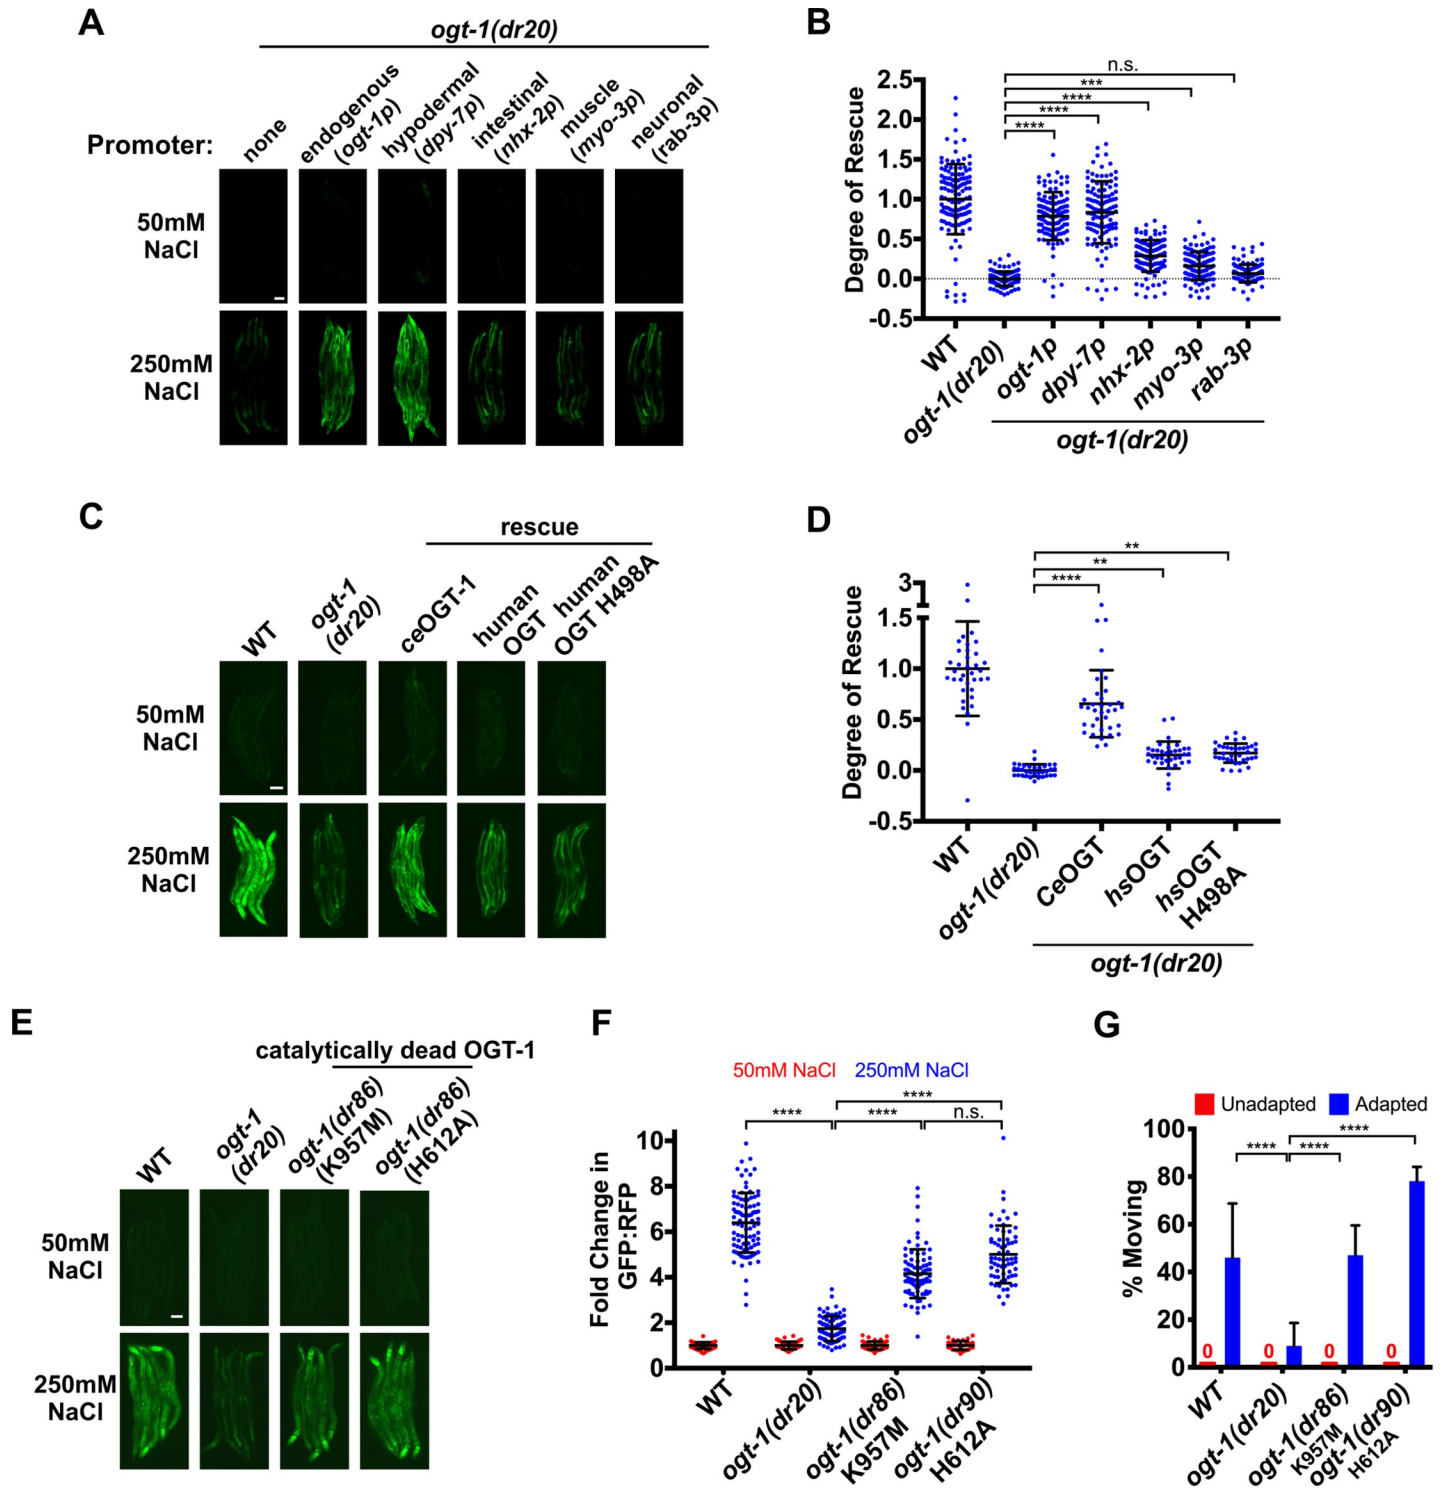 A
ogt-1(dr20)
Promoter:
none
endogenous
(ogt-1p)
hypodermal
(dpy-7p)
intestinal
(nhx-2p)
muscle
(myo-3p)
neuronal
(rab-3p)
50mM
NaCl
250mM
NaCl
B
n.s.
***
****
****
****
Degree of Rescue
2.5
2.0
1.5
1.0
0.5
0.0
-0.5
WT
ogt-1(dr20)
ogt-1p
dpy-7p
nhx-2p
myo-3p
rab-3p
ogt-1(dr20)
C
rescue
WT
ogt-1
(dr20)
ceOGT-1
human
OGT
human
OGT H498A
50mM
NaCl
250mM
NaCl
D
**
**
****
Degree of Rescue
3
1.5
1.0
0.5
0.0
-0.5
WT
ogt-1(dr20)
CeOGT
hsOGT
hsOGT
H498A
ogt-1(dr20)
E
catalytically dead OGT-1
WT
ogt-1
(dr20)
ogt-1(dr86)
(K957M)
ogt-1(dr86)
(H612A)
50mM
NaCl
250mM
NaCl
F
50mM NaCl 250mM NaCl
****
**** **** n.s.
Fold Change in
GFP:RFP
10
8
6
4
2
0
WT
ogt-1(dr20)
ogt-1(dr86)
K957M
ogt-1(dr90)
H612A
G
Unadapted Adapted
****
**** ****
% Moving
100
80
60
40
20
0
0 0 0 0
WT
ogt-1(dr20)
ogt-1(dr86)
K957M
ogt-1(dr90)
H612A